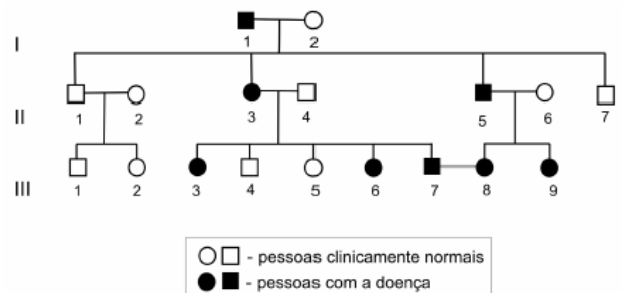 I
1 2
II
1 2 3 4 5 6 7
III
1 2 3 4 5 6 7 8 9
- pessoas clinicamente normais
- pessoas com a doença